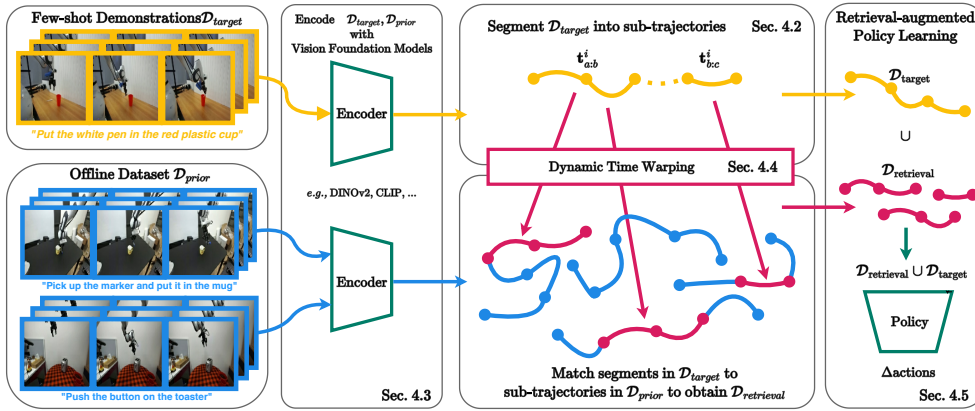 Few-shot Demonstrations𝒟target
"Put the white pen in the red plastic cup"
Offline Dataset 𝒟prior
"Pick up the marker and put it in the mug"
"Push the button on the toaster"
Encode 𝒟target, 𝒟prior
with
Vision Foundation Models
Encoder
e.g., DINOv2, CLIP, ...
Encoder
Sec. 4.3
Segment 𝒟target into sub-trajectories Sec. 4.2
t^i_{a:b} t^i_{b:c}
Dynamic Time Warping Sec. 4.4
Match segments in 𝒟target to
sub-trajectories in 𝒟prior to obtain 𝒟retrieval
Retrieval-augmented
Policy Learning
𝒟target
∪
𝒟retrieval
𝒟retrieval ∪ 𝒟target
Policy
Δactions
Sec. 4.5